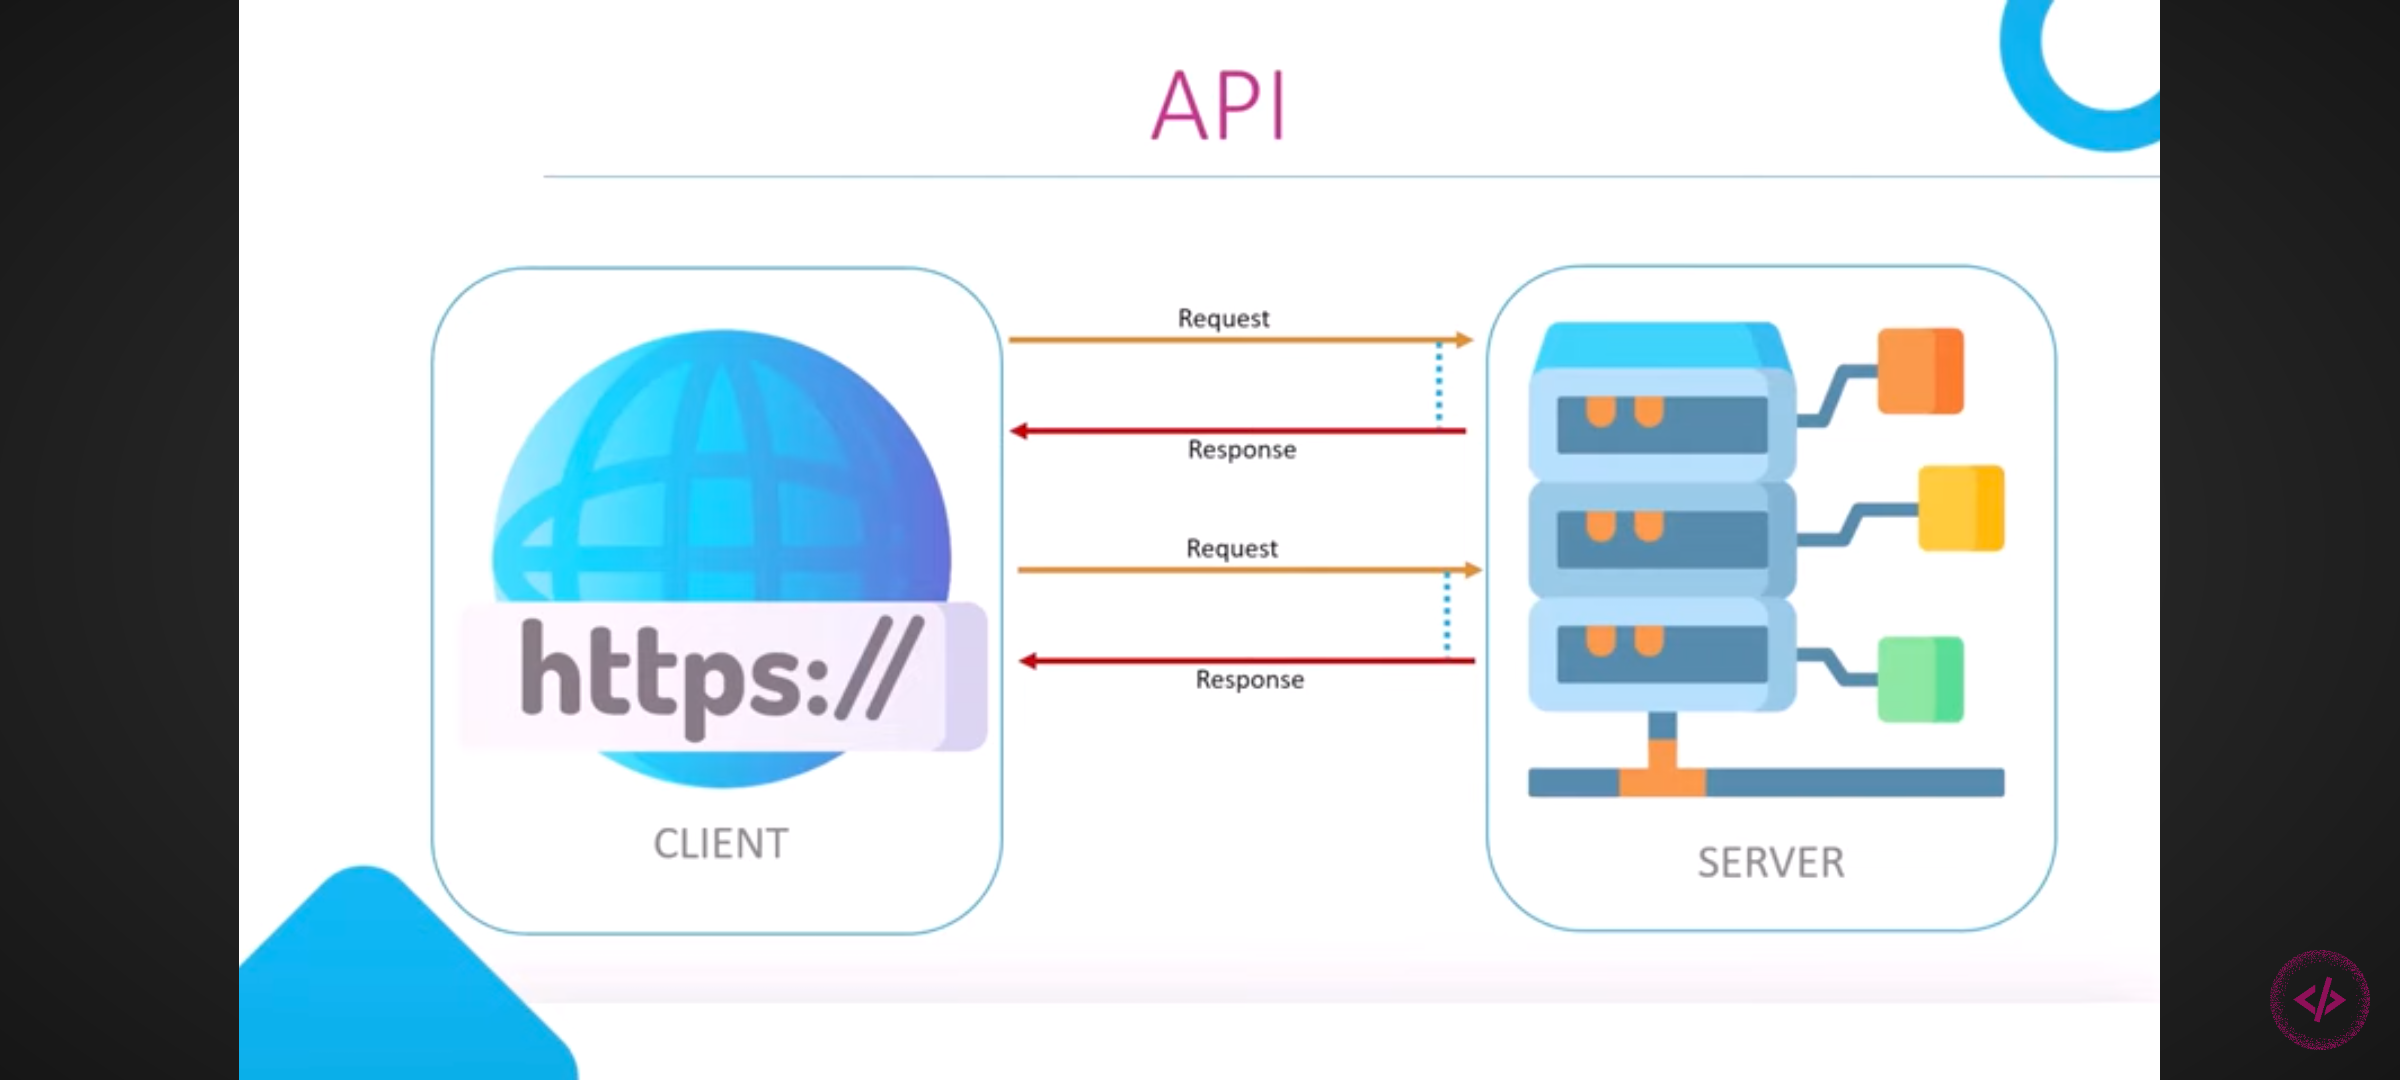 API
Request
Response
Request
Response
https://
CLIENT
SERVER